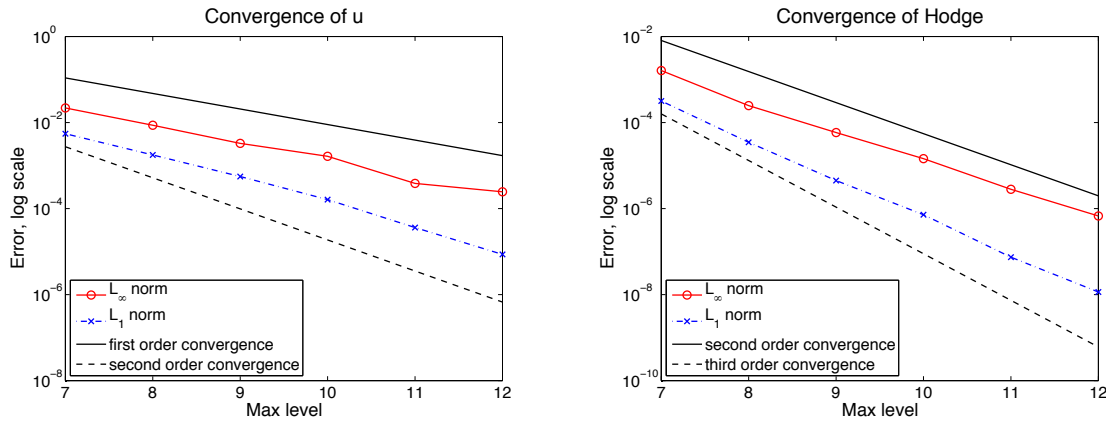 Convergence of u
Error, log scale
10^0
10^-2
10^-4
10^-6
10^-8
L_∞ norm
L_1 norm
first order convergence
second order convergence
7 8 9 10 11 12
Max level
Convergence of Hodge
Error, log scale
10^-2
10^-4
10^-6
10^-8
10^-10
L_∞ norm
L_1 norm
second order convergence
third order convergence
7 8 9 10 11 12
Max level